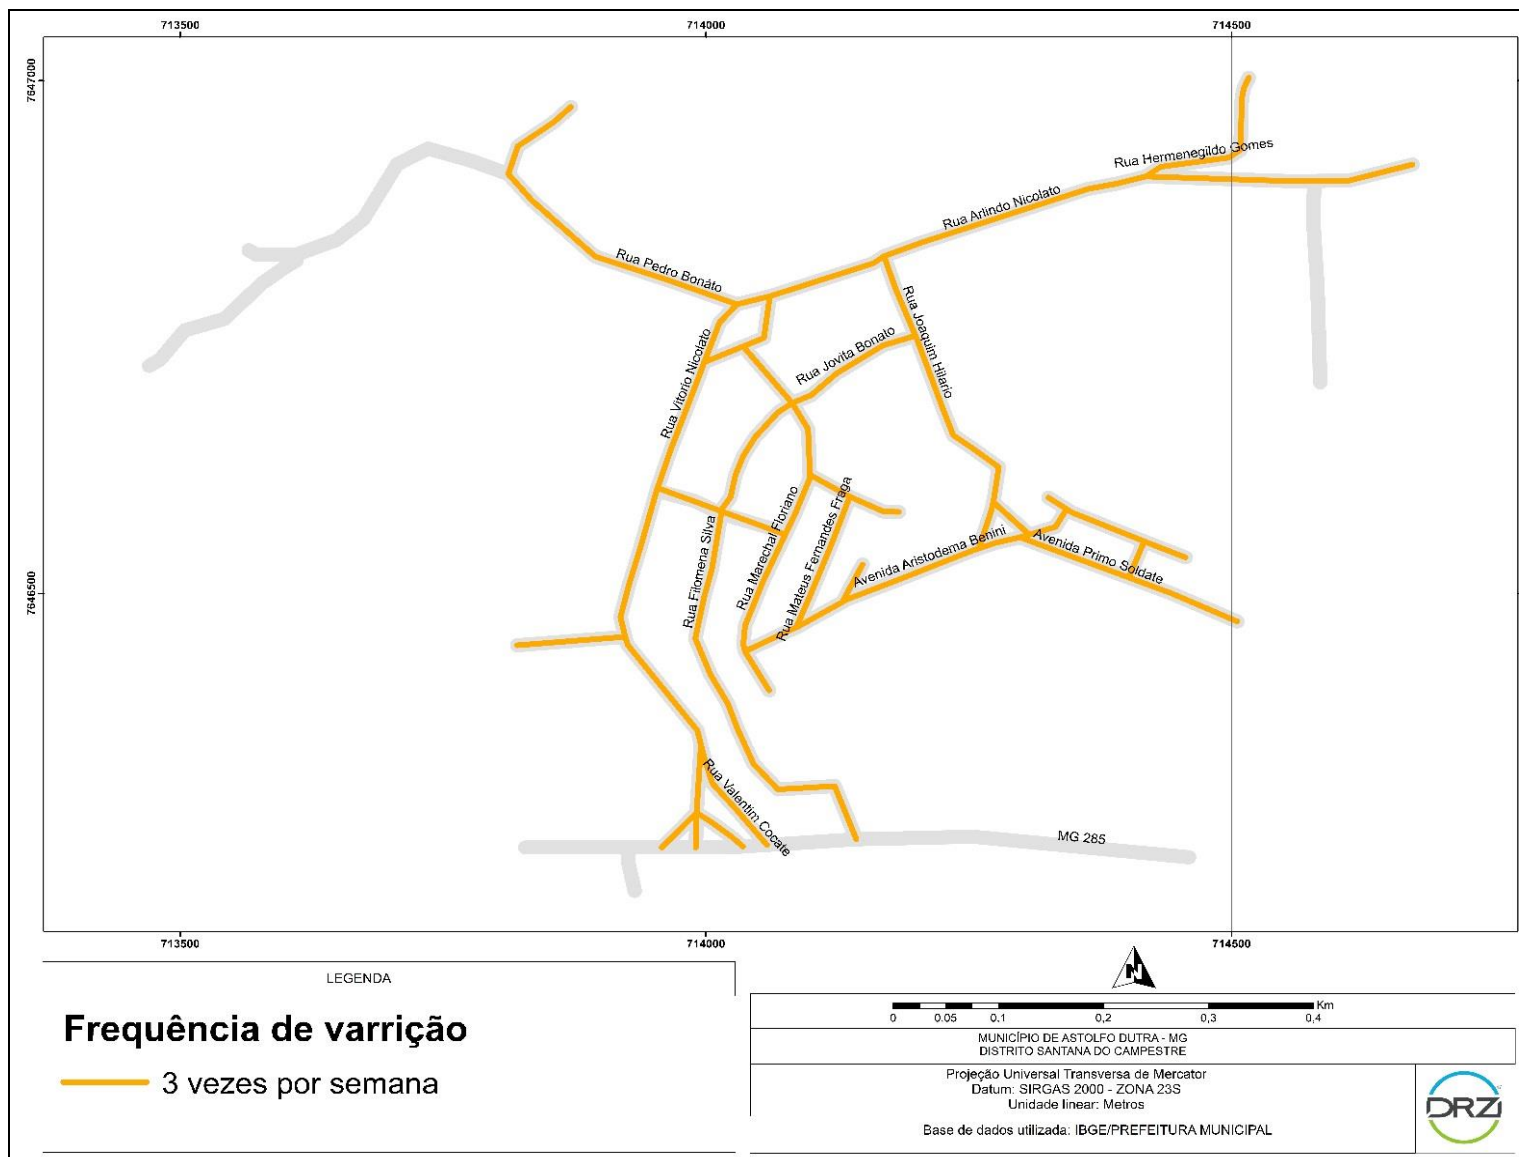 713500
714000
714500
7647000
Rua Hermenegildo Gomes
Rua Arlindo Nicolato
Rua Pedro Bonáto
Rua Joaquim Hilario
Rua Vitorio Nicolato
Rua Jovita Bonato
Rua Mateus Fernandes Fraga
Rua Marechal Floriano
Rua Filomena Silva
Avenida Aristodema Benini
Avenida Primo Soldate
7646500
Rua Valentim Cocate
MG 285
713500
714000
714500
LEGENDA
N
Frequência de varrição
3 vezes por semana
Km
0
0.05
0.1
0,2
0,3
0,4
MUNICÍPIO DE ASTOLFO DUTRA - MG
DISTRITO SANTANA DO CAMPESTRE
Projeção Universal Transversa de Mercator
Datum: SIRGAS 2000 - ZONA 23S
Unidade linear: Metros
Base de dados utilizada: IBGE/PREFEITURA MUNICIPAL
DRZ